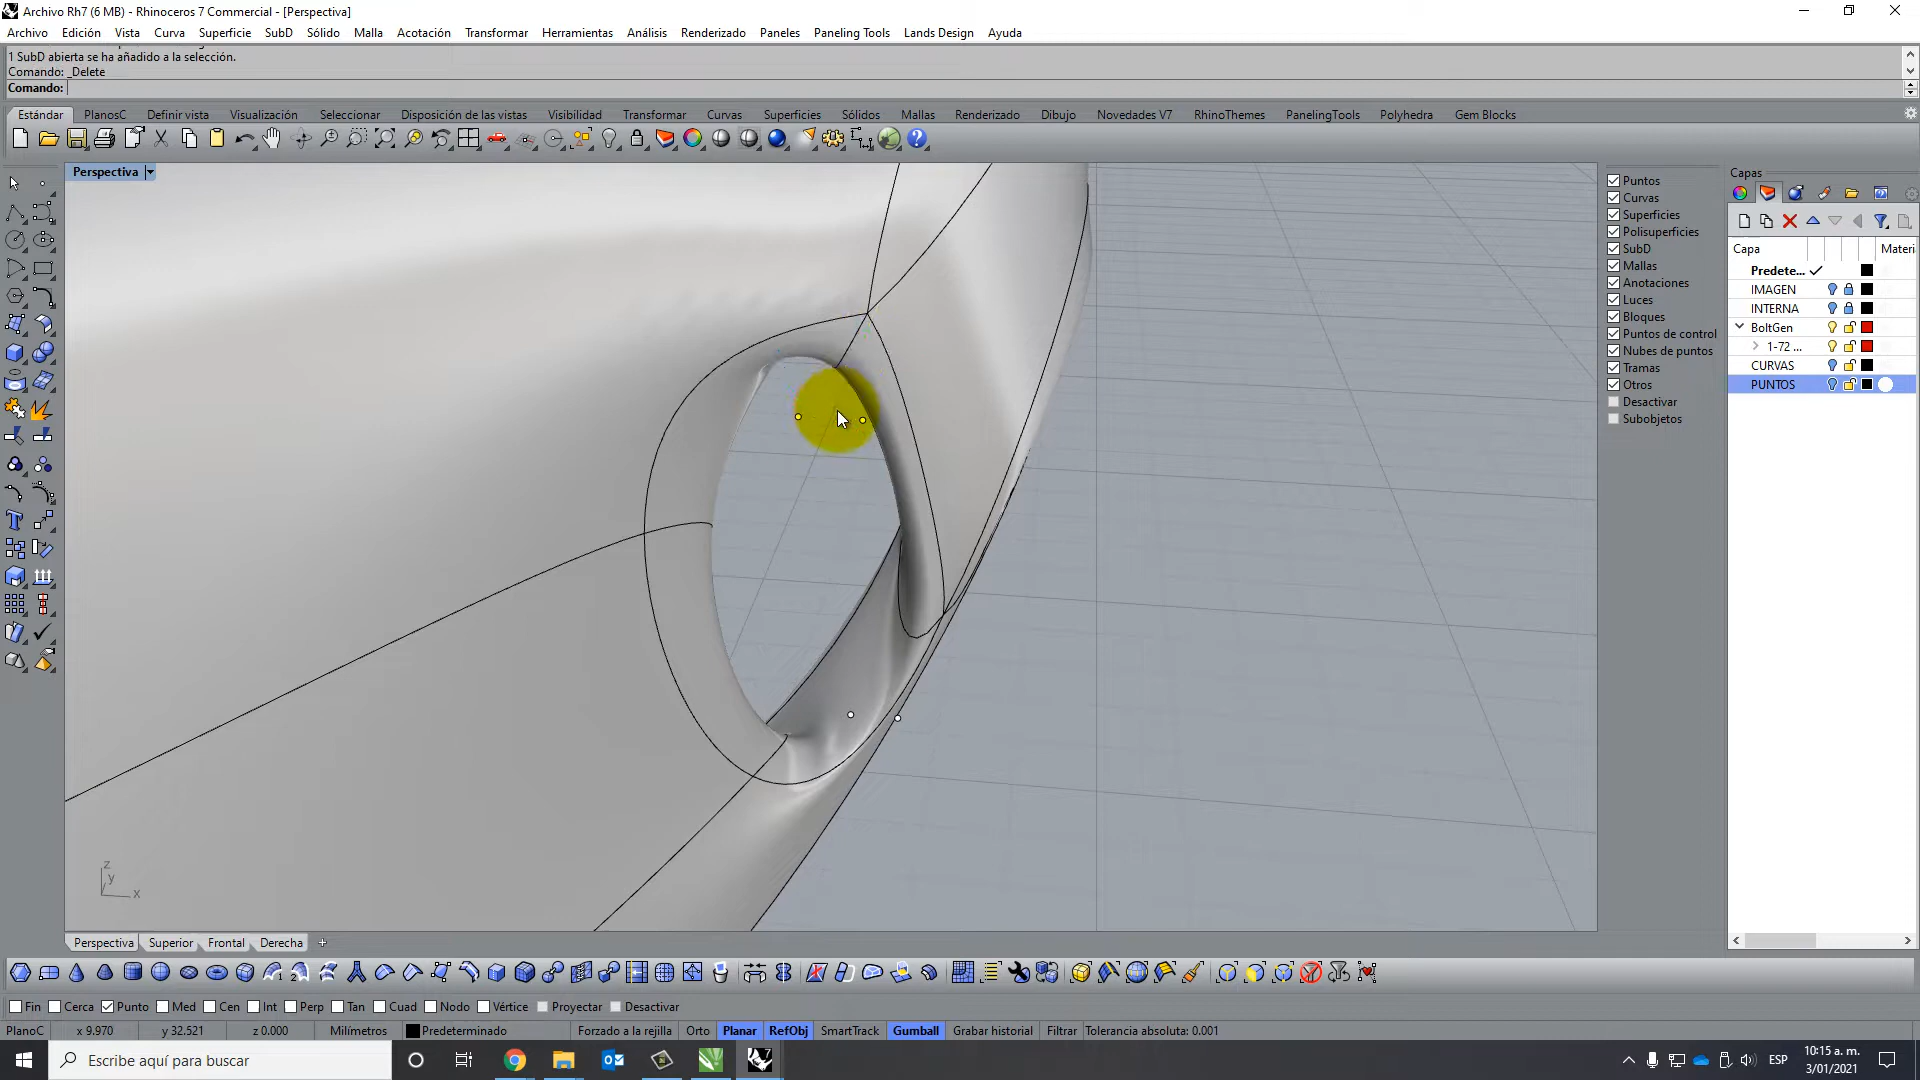 Archivo Rh7 (6 MB) - Rhinoceros 7 Commercial - [Perspectiva]
Archivo Edición Vista Curva Superficie SubD Sólido Malla Acotación Transformar Herramientas Análisis Renderizado Paneles Paneling Tools Lands Design Ayuda
1 SubD abierta se ha añadido a la selección.
Comando: _Delete
Comando:
Estándar PlanosC Definir vista Visualización Seleccionar Disposición de las vistas Visibilidad Transformar Curvas Superficies Sólidos Mallas Renderizado Dibujo Novedades V7 RhinoThemes PanelingTools Polyhedra Gem Blocks
Perspectiva
Puntos
Curvas
Superficies
Polisuperficies
SubD
Mallas
Anotaciones
Luces
Bloques
Puntos de control
Nubes de puntos
Tramas
Otros
Desactivar
Subobjetos
Capas
Capa Materi
Predete...
IMAGEN
INTERNA
BoltGen
1-72 ...
CURVAS
PUNTOS
z
y
x
Perspectiva Superior Frontal Derecha
Fin Cerca Punto Med Cen Int Perp Tan Cuad Nodo Vértice Proyectar Desactivar
PlanoC x 9.970 y 32.521 z 0.000 Milímetros Predeterminado Forzado a la rejilla Orto Planar RefObj SmartTrack Gumball Grabar historial Filtrar Tolerancia absoluta: 0.001
Escribe aquí para buscar
ESP
10:15 a. m.
3/01/2021